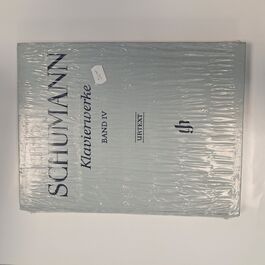 SCHUMANN
Klavierwerke
BAND IV
URTEXT